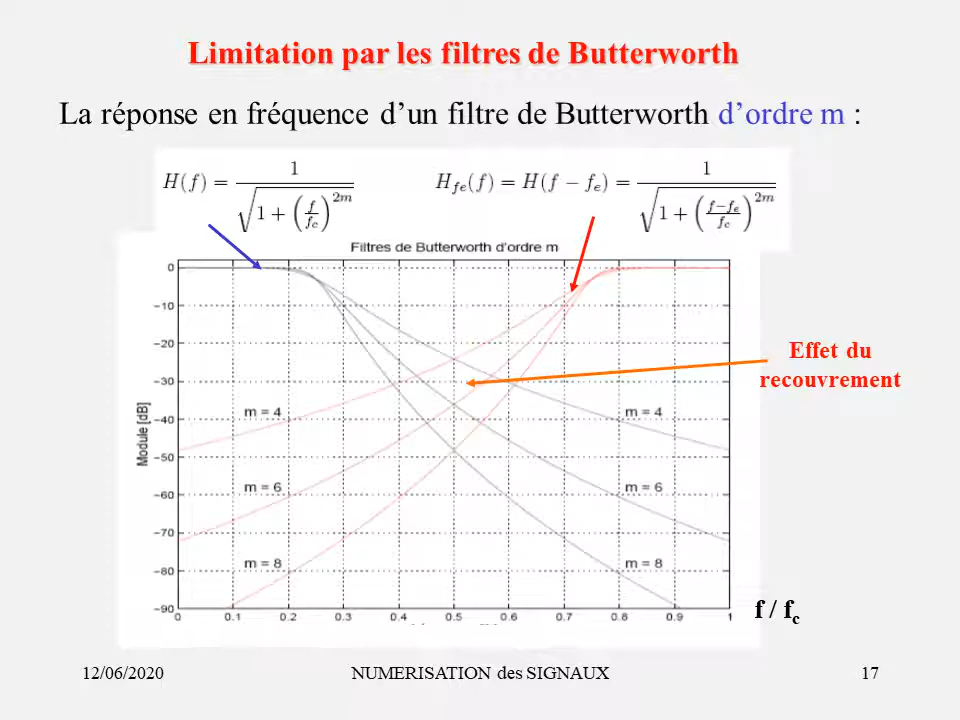 Limitation par les filtres de Butterworth
La réponse en fréquence d’un filtre de Butterworth d’ordre m :
H(f) = 1 / √(1 + (f/fc)^2m)
Hfe(f) = H(f − fe) = 1 / √(1 + ((f−fe)/fc)^2m)
Filtres de Butterworth d'ordre m
Module [dB]
0
−10
−20
−30
−40
−50
−60
−70
−80
−90
m = 4
m = 4
m = 6
m = 6
m = 8
m = 8
0 0.1 0.2 0.3 0.4 0.5 0.6 0.7 0.8 0.9 1
Effet du
recouvrement
f / fc
12/06/2020 NUMERISATION des SIGNAUX 17